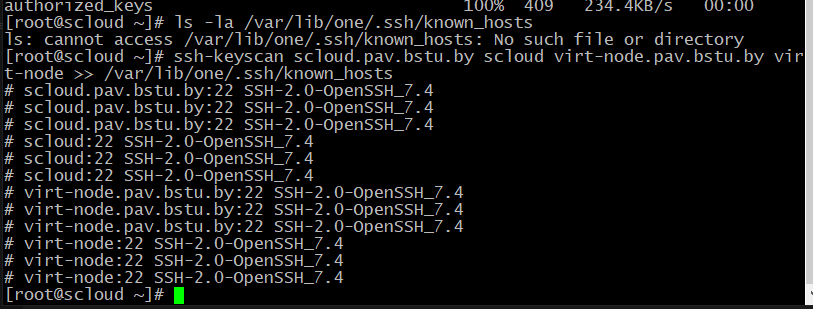 authorized_keys 100% 409 234.4KB/s 00:00
[root@scloud ~]# ls -la /var/lib/one/.ssh/known_hosts
ls: cannot access /var/lib/one/.ssh/known_hosts: No such file or directory
[root@scloud ~]# ssh-keyscan scloud.pav.bstu.by scloud virt-node.pav.bstu.by vir
t-node >> /var/lib/one/.ssh/known_hosts
# scloud.pav.bstu.by:22 SSH-2.0-OpenSSH_7.4
# scloud.pav.bstu.by:22 SSH-2.0-OpenSSH_7.4
# scloud.pav.bstu.by:22 SSH-2.0-OpenSSH_7.4
# scloud:22 SSH-2.0-OpenSSH_7.4
# scloud:22 SSH-2.0-OpenSSH_7.4
# scloud:22 SSH-2.0-OpenSSH_7.4
# virt-node.pav.bstu.by:22 SSH-2.0-OpenSSH_7.4
# virt-node.pav.bstu.by:22 SSH-2.0-OpenSSH_7.4
# virt-node.pav.bstu.by:22 SSH-2.0-OpenSSH_7.4
# virt-node:22 SSH-2.0-OpenSSH_7.4
# virt-node:22 SSH-2.0-OpenSSH_7.4
# virt-node:22 SSH-2.0-OpenSSH_7.4
[root@scloud ~]#